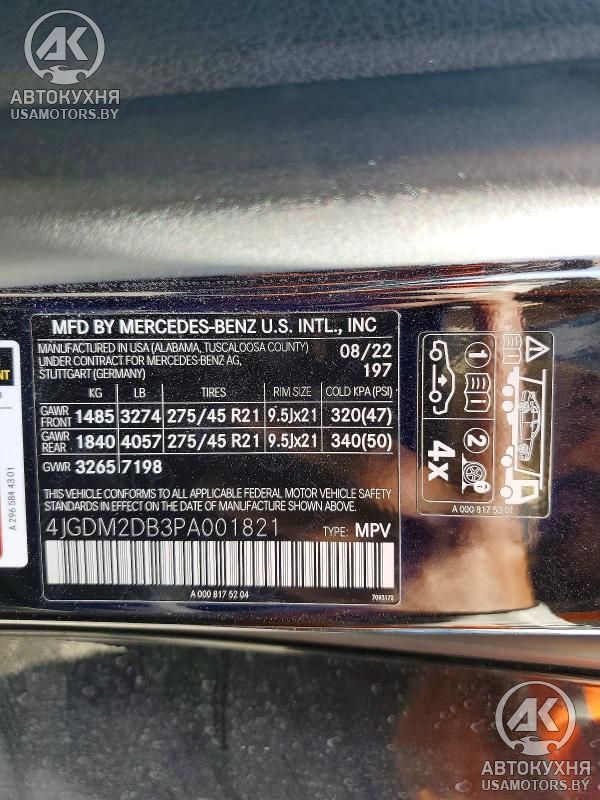 АК
АВТОКУХНЯ
USAMOTORS.BY
MFD BY MERCEDES-BENZ U.S. INTL., INC
MANUFACTURED IN USA (ALABAMA, TUSCALOOSA COUNTY)
UNDER CONTRACT FOR MERCEDES-BENZ AG,
STUTTGART (GERMANY)
08/22
197
KG LB TIRES RIM SIZE COLD KPA (PSI)
GAWR FRONT 1485 3274 275/45 R21 9.5Jx21 320(47)
GAWR REAR 1840 4057 275/45 R21 9.5Jx21 340(50)
GVWR 3265 7198
THIS VEHICLE CONFORMS TO ALL APPLICABLE FEDERAL MOTOR VEHICLE SAFETY
STANDARDS IN EFFECT ON THE DATE OF MANUFACTURE SHOWN ABOVE.
4JGDM2DB3PA001821 TYPE: MPV
A 000 817 52 04
7093172
1
2
4x
A 000 817 53 01
A 296 584 43 01
АК
АВТОКУХНЯ
USAMOTORS.BY